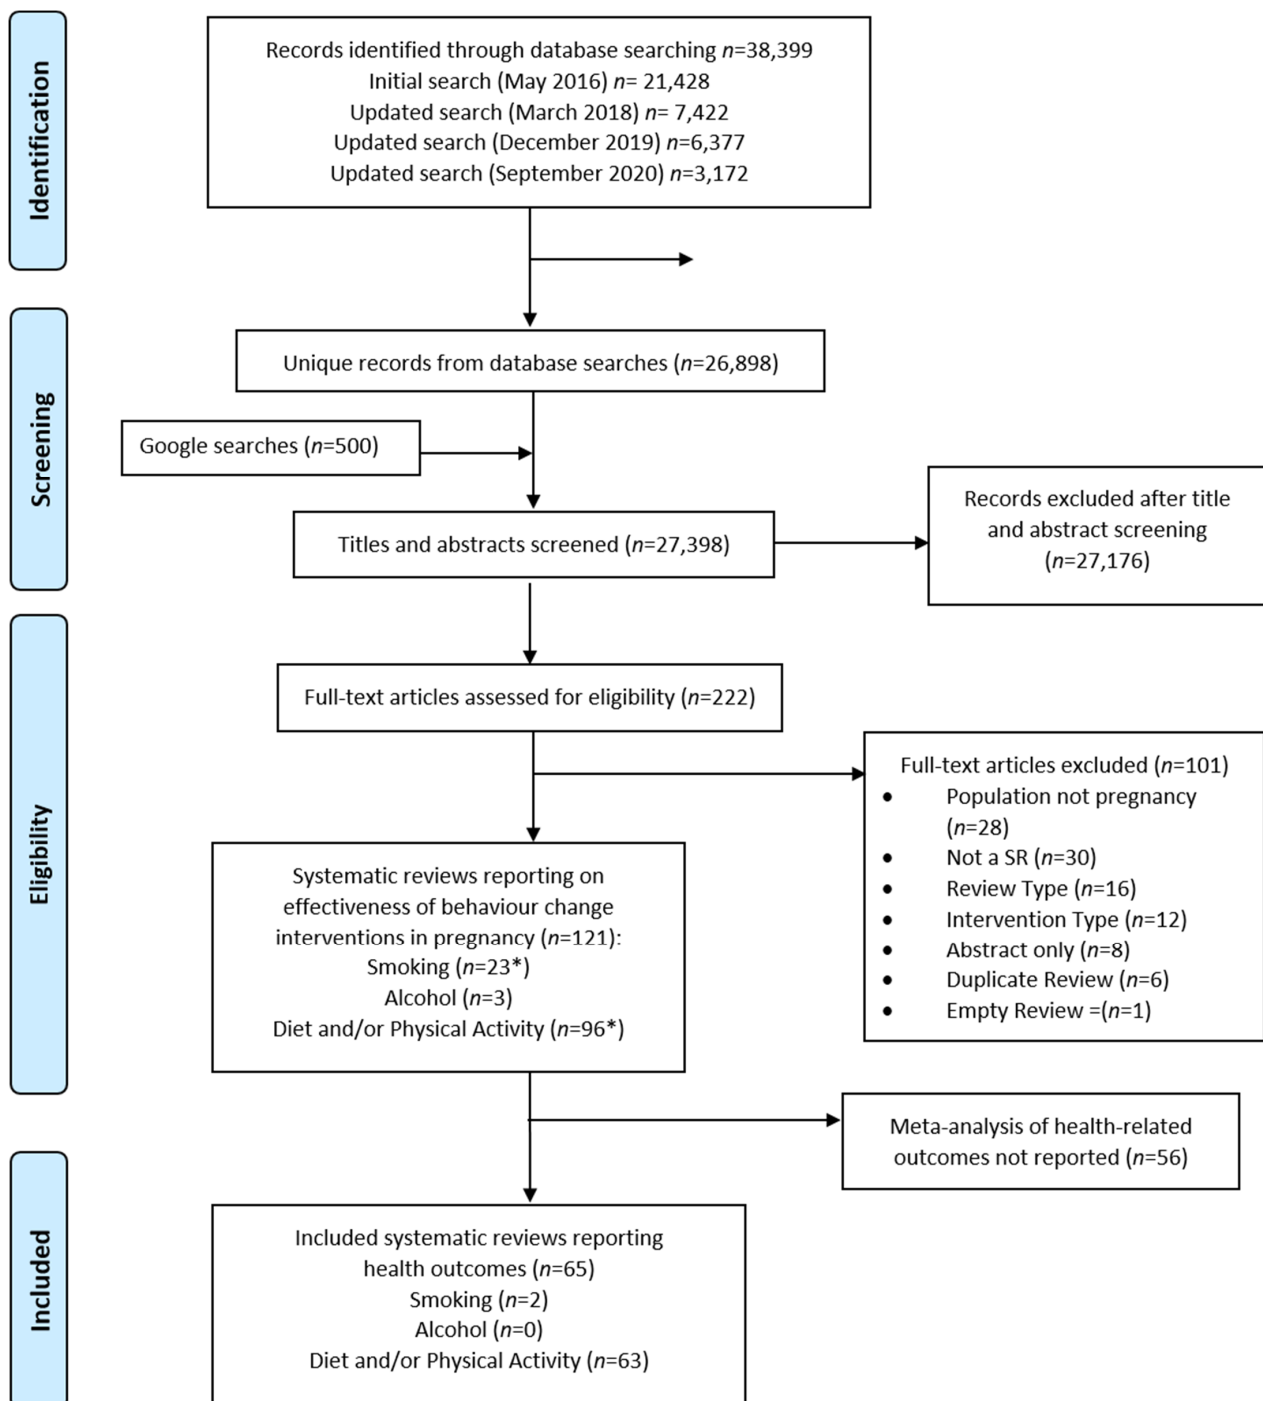 Identification
Records identified through database searching n=38,399
Initial search (May 2016) n= 21,428
Updated search (March 2018) n= 7,422
Updated search (December 2019) n=6,377
Updated search (September 2020) n=3,172
Screening
Unique records from database searches (n=26,898)
Google searches (n=500)
Titles and abstracts screened (n=27,398)
Records excluded after title
and abstract screening
(n=27,176)
Eligibility
Full-text articles assessed for eligibility (n=222)
Full-text articles excluded (n=101)
• Population not pregnancy
(n=28)
• Not a SR (n=30)
• Review Type (n=16)
• Intervention Type (n=12)
• Abstract only (n=8)
• Duplicate Review (n=6)
• Empty Review =(n=1)
Systematic reviews reporting on
effectiveness of behaviour change
interventions in pregnancy (n=121):
Smoking (n=23*)
Alcohol (n=3)
Diet and/or Physical Activity (n=96*)
Meta-analysis of health-related
outcomes not reported (n=56)
Included
Included systematic reviews reporting
health outcomes (n=65)
Smoking (n=2)
Alcohol (n=0)
Diet and/or Physical Activity (n=63)